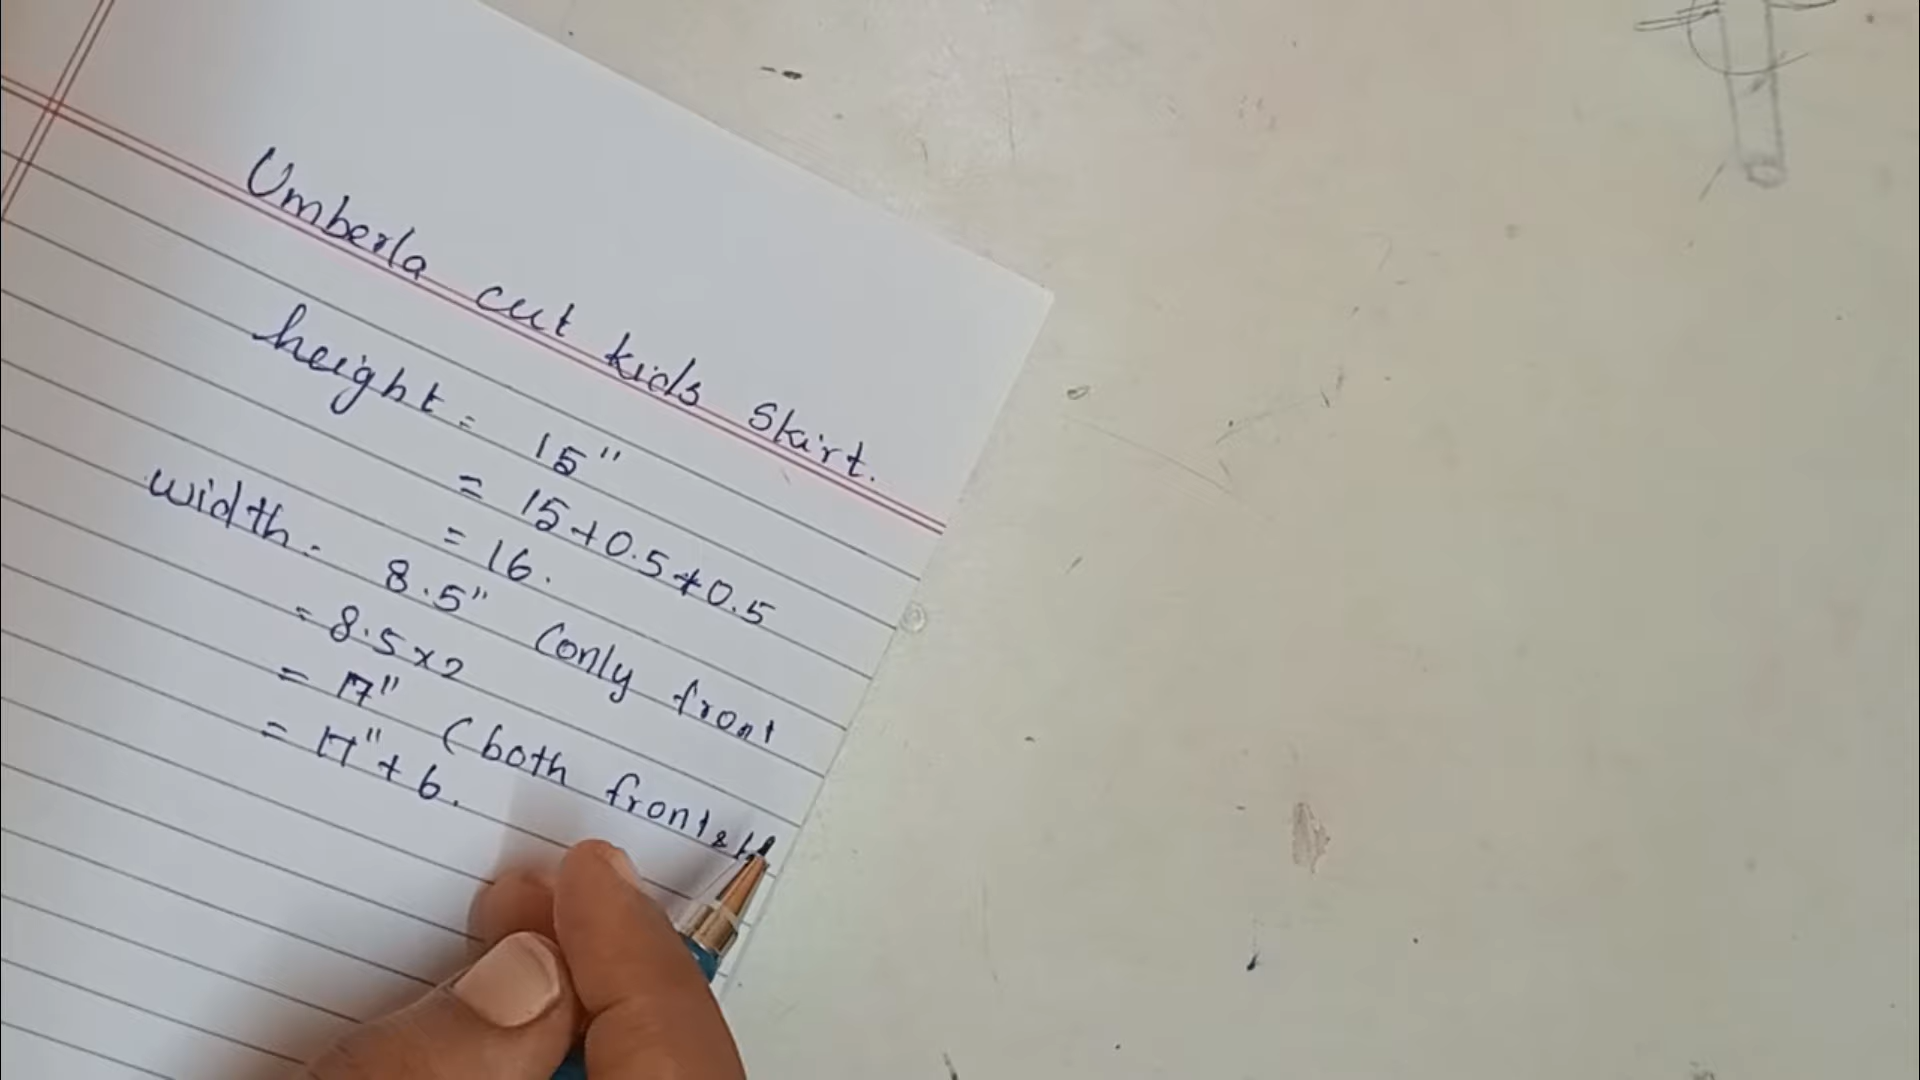 Umberla cut kids Skirt.
height = 15"
= 15+0.5+0.5
= 16.
width - 8.5" (only front
= 8.5x2
= 17" (both front &
= 17"+6.